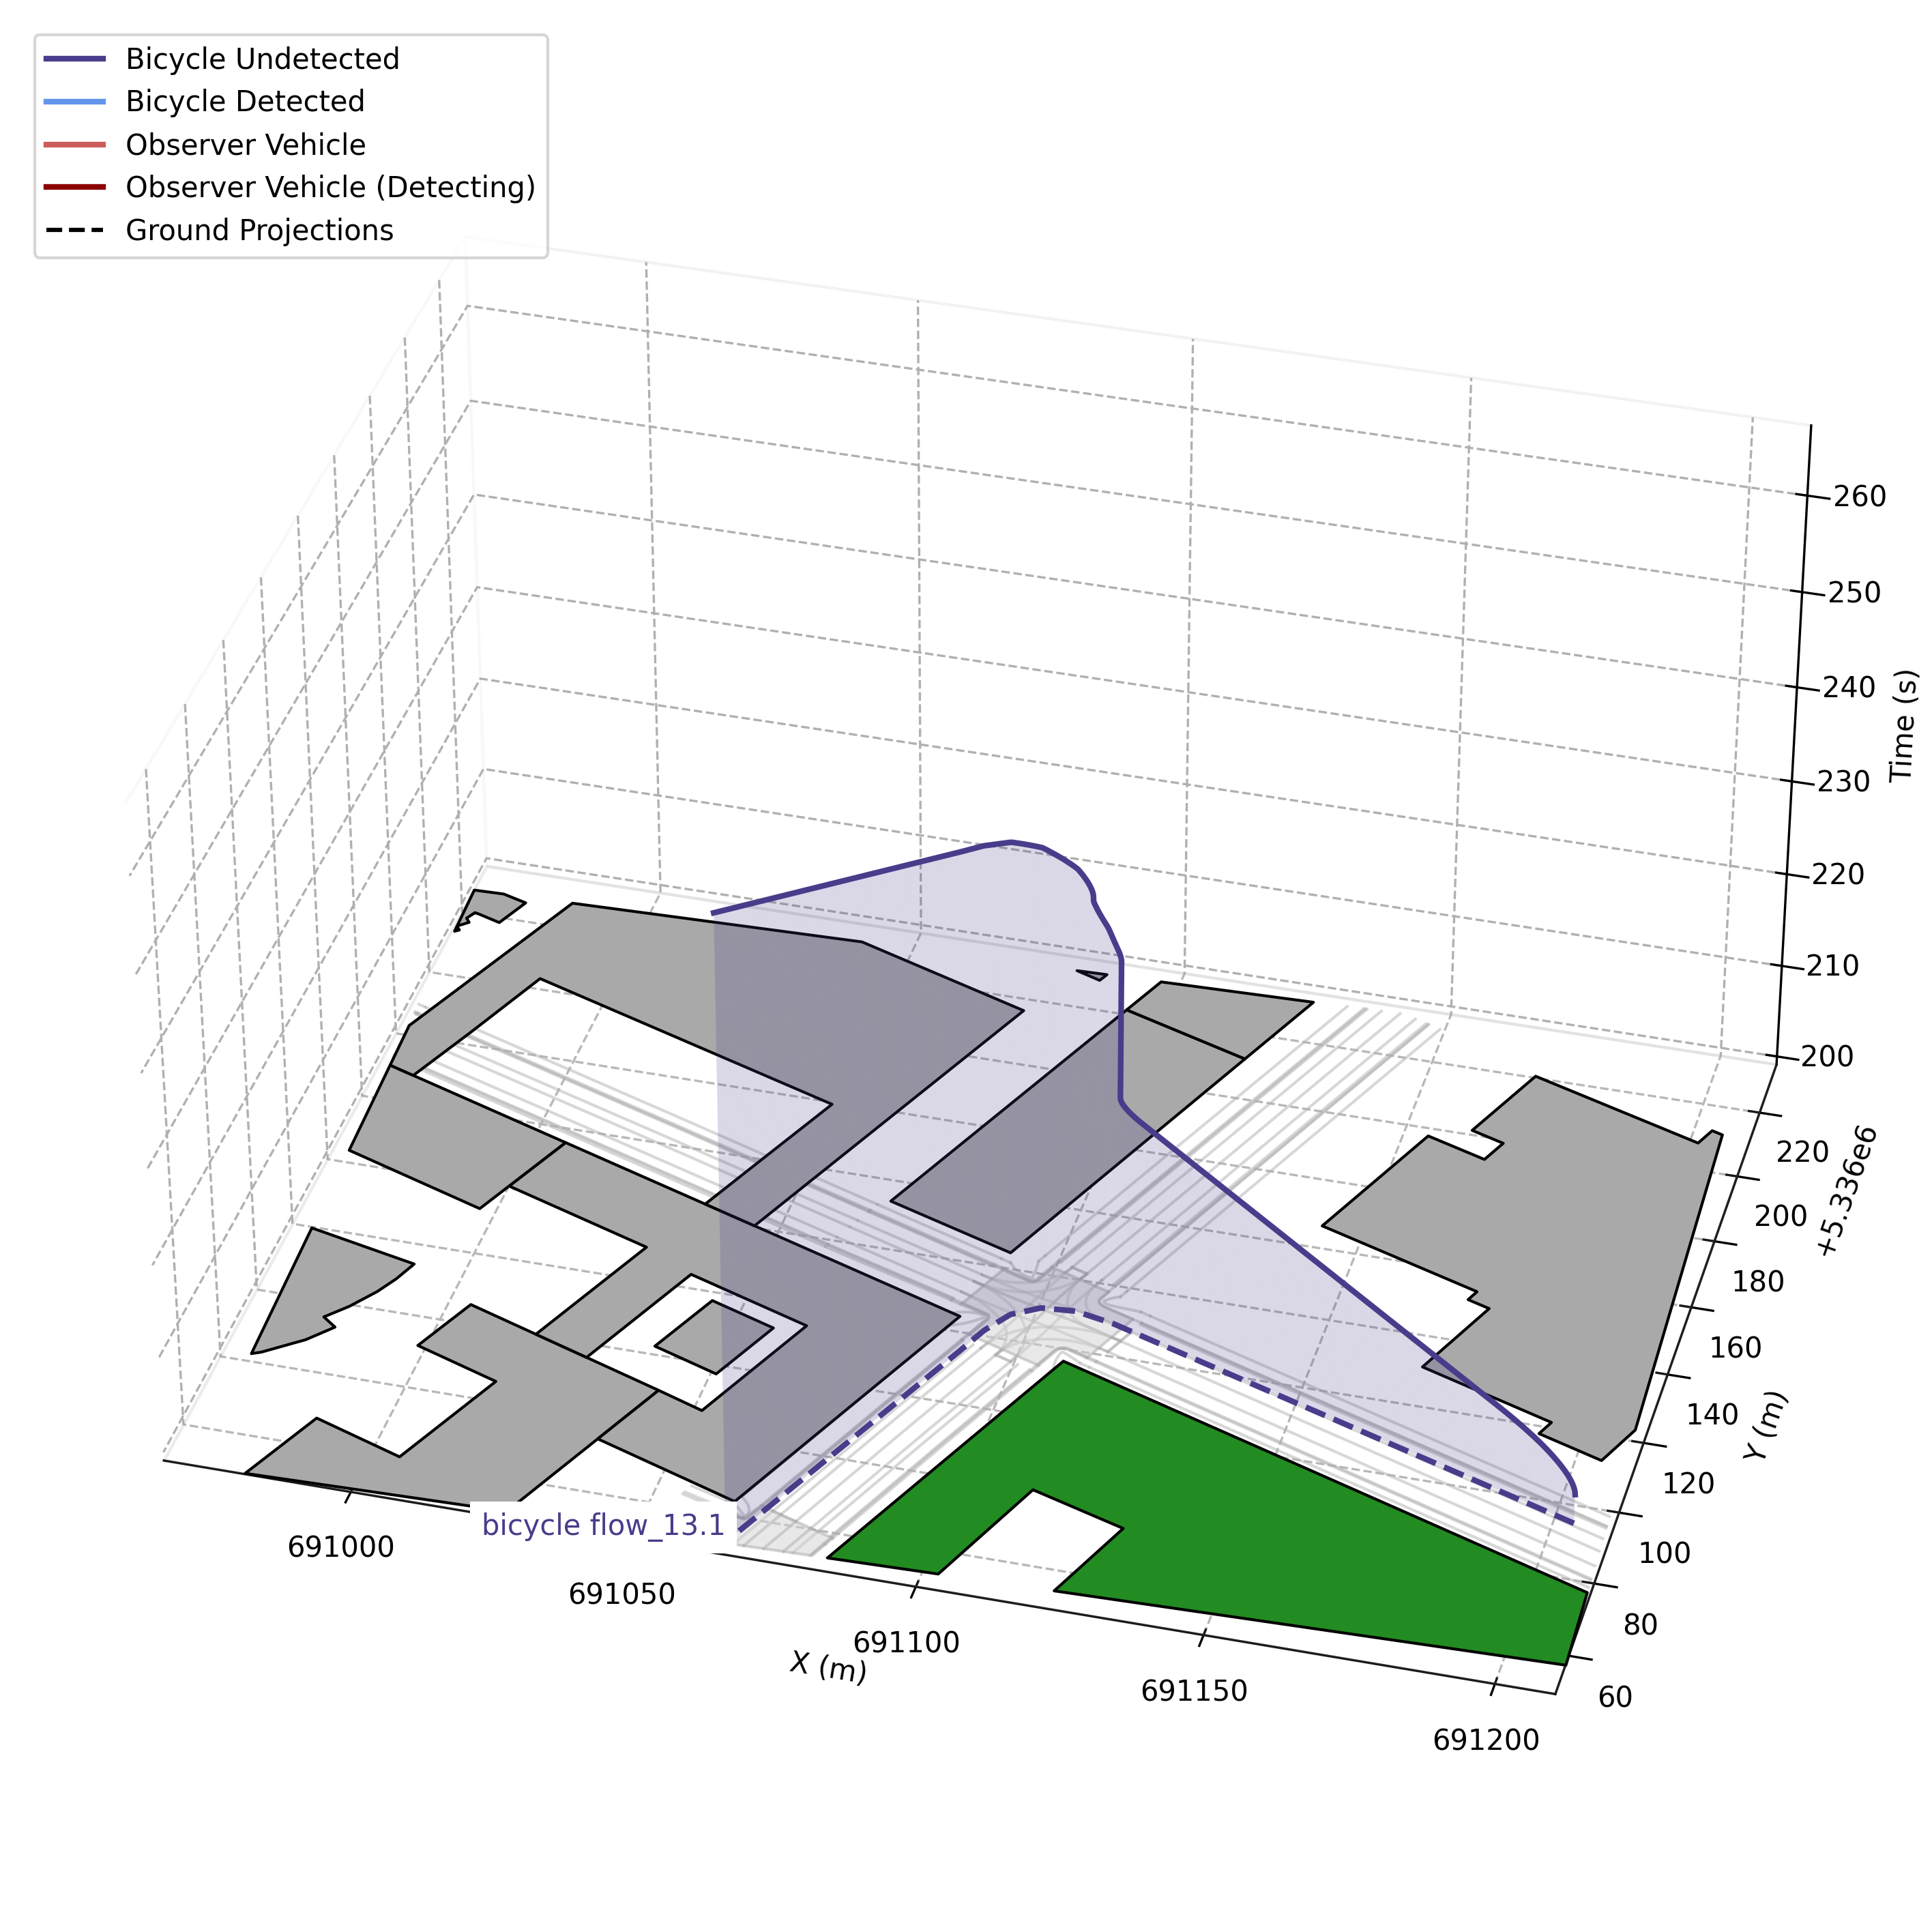 Bicycle Undetected
Bicycle Detected
Observer Vehicle
Observer Vehicle (Detecting)
Ground Projections
260
250
240
230
220
210
200
Time (s)
220
200
180
160
140
120
100
80
60
+5.336e6
Y (m)
bicycle flow_13.1
691000
691050
691100
691150
691200
X (m)